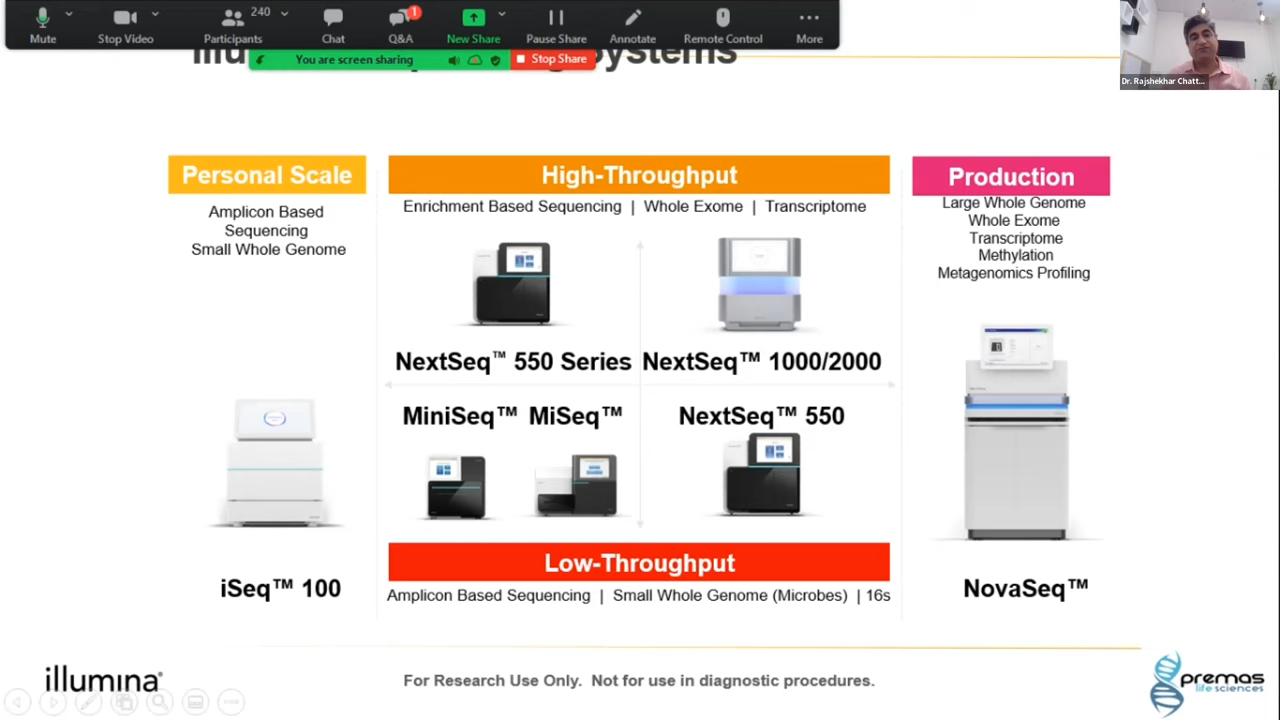 240
1
Mute
Stop Video
Participants
Chat
Q&A
New Share
Pause Share
Annotate
Remote Control
More
You are screen sharing
Stop Share
Dr. Rajshekhar Chatt...
Personal Scale
Amplicon Based
Sequencing
Small Whole Genome
High-Throughput
Enrichment Based Sequencing | Whole Exome | Transcriptome
Production
Large Whole Genome
Whole Exome
Transcriptome
Methylation
Metagenomics Profiling
NextSeq™ 550 Series
NextSeq™ 1000/2000
MiniSeq™ MiSeq™
NextSeq™ 550
Low-Throughput
Amplicon Based Sequencing | Small Whole Genome (Microbes) | 16s
iSeq™ 100
NovaSeq™
illumina®
For Research Use Only. Not for use in diagnostic procedures.
premas
life sciences